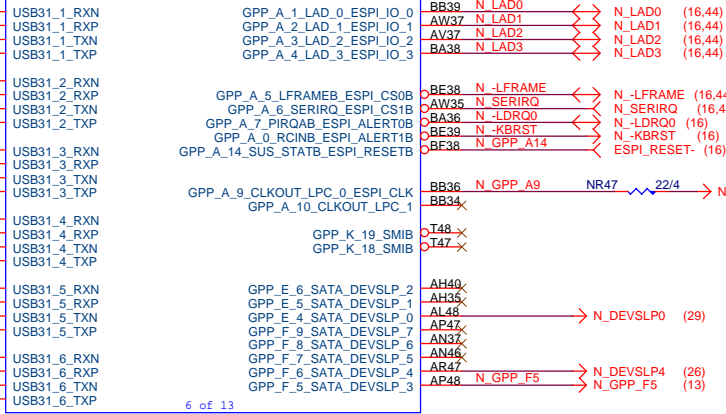 USB31_1_RXN GPP_A_1_LAD_0_ESPI_IO_0 BB39 N_LAD0 N_LAD0 (16,44)
USB31_1_RXP GPP_A_2_LAD_1_ESPI_IO_1 AW37 N_LAD1 N_LAD1 (16,44)
USB31_1_TXN GPP_A_3_LAD_2_ESPI_IO_2 AV37 N_LAD2 N_LAD2 (16,44)
USB31_1_TXP GPP_A_4_LAD_3_ESPI_IO_3 BA38 N_LAD3 N_LAD3 (16,44)
USB31_2_RXN
USB31_2_RXP GPP_A_5_LFRAMEB_ESPI_CS0B BE38 N_-LFRAME N_-LFRAME (16,44
USB31_2_TXN GPP_A_6_SERIRQ_ESPI_CS1B AW35 N_SERIRQ N_SERIRQ (16,4
USB31_2_TXP GPP_A_7_PIRQAB_ESPI_ALERT0B BA36 N_-LDRQ0 N_-LDRQ0 (16)
GPP_A_0_RCINB_ESPI_ALERT1B BE39 N_-KBRST N_-KBRST (16)
USB31_3_RXN GPP_A_14_SUS_STATB_ESPI_RESETB BF38 N_GPP_A14 ESPI_RESET- (16)
USB31_3_RXP
USB31_3_TXN
USB31_3_TXP GPP_A_9_CLKOUT_LPC_0_ESPI_CLK BB36 N_GPP_A9 NR47 22/4 N
GPP_A_10_CLKOUT_LPC_1 BB34
USB31_4_RXN
USB31_4_RXP GPP_K_19_SMIB T48
USB31_4_TXN GPP_K_18_SMIB T47
USB31_4_TXP
USB31_5_RXN GPP_E_6_SATA_DEVSLP_2 AH40
USB31_5_RXP GPP_E_5_SATA_DEVSLP_1 AH35
USB31_5_TXN GPP_E_4_SATA_DEVSLP_0 AL48 N_DEVSLP0 (29)
USB31_5_TXP GPP_F_9_SATA_DEVSLP_7 AP47
GPP_F_8_SATA_DEVSLP_6 AN37
USB31_6_RXN GPP_F_7_SATA_DEVSLP_5 AN46
USB31_6_RXP GPP_F_6_SATA_DEVSLP_4 AR47 N_DEVSLP4 (26)
USB31_6_TXN GPP_F_5_SATA_DEVSLP_3 AP48 N_GPP_F5 N_GPP_F5 (13)
USB31_6_TXP
6 of 13